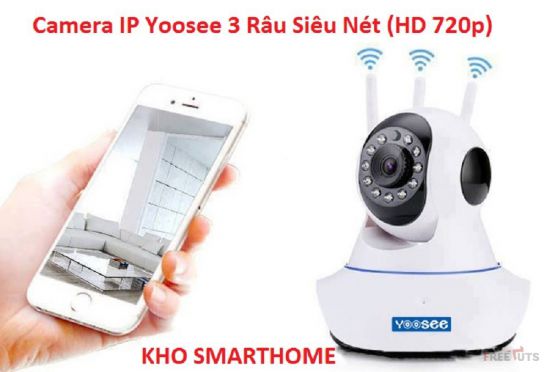 Camera IP Yoosee 3 Râu Siêu Nét (HD 720p)
YOOSEE
KHO SMARTHOME
FREETUTS